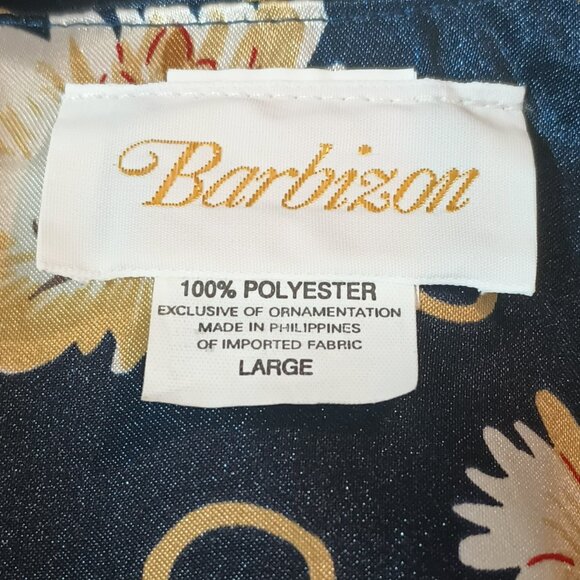 Barbizon
100% POLYESTER
EXCLUSIVE OF ORNAMENTATION
MADE IN PHILIPPINES
OF IMPORTED FABRIC
LARGE